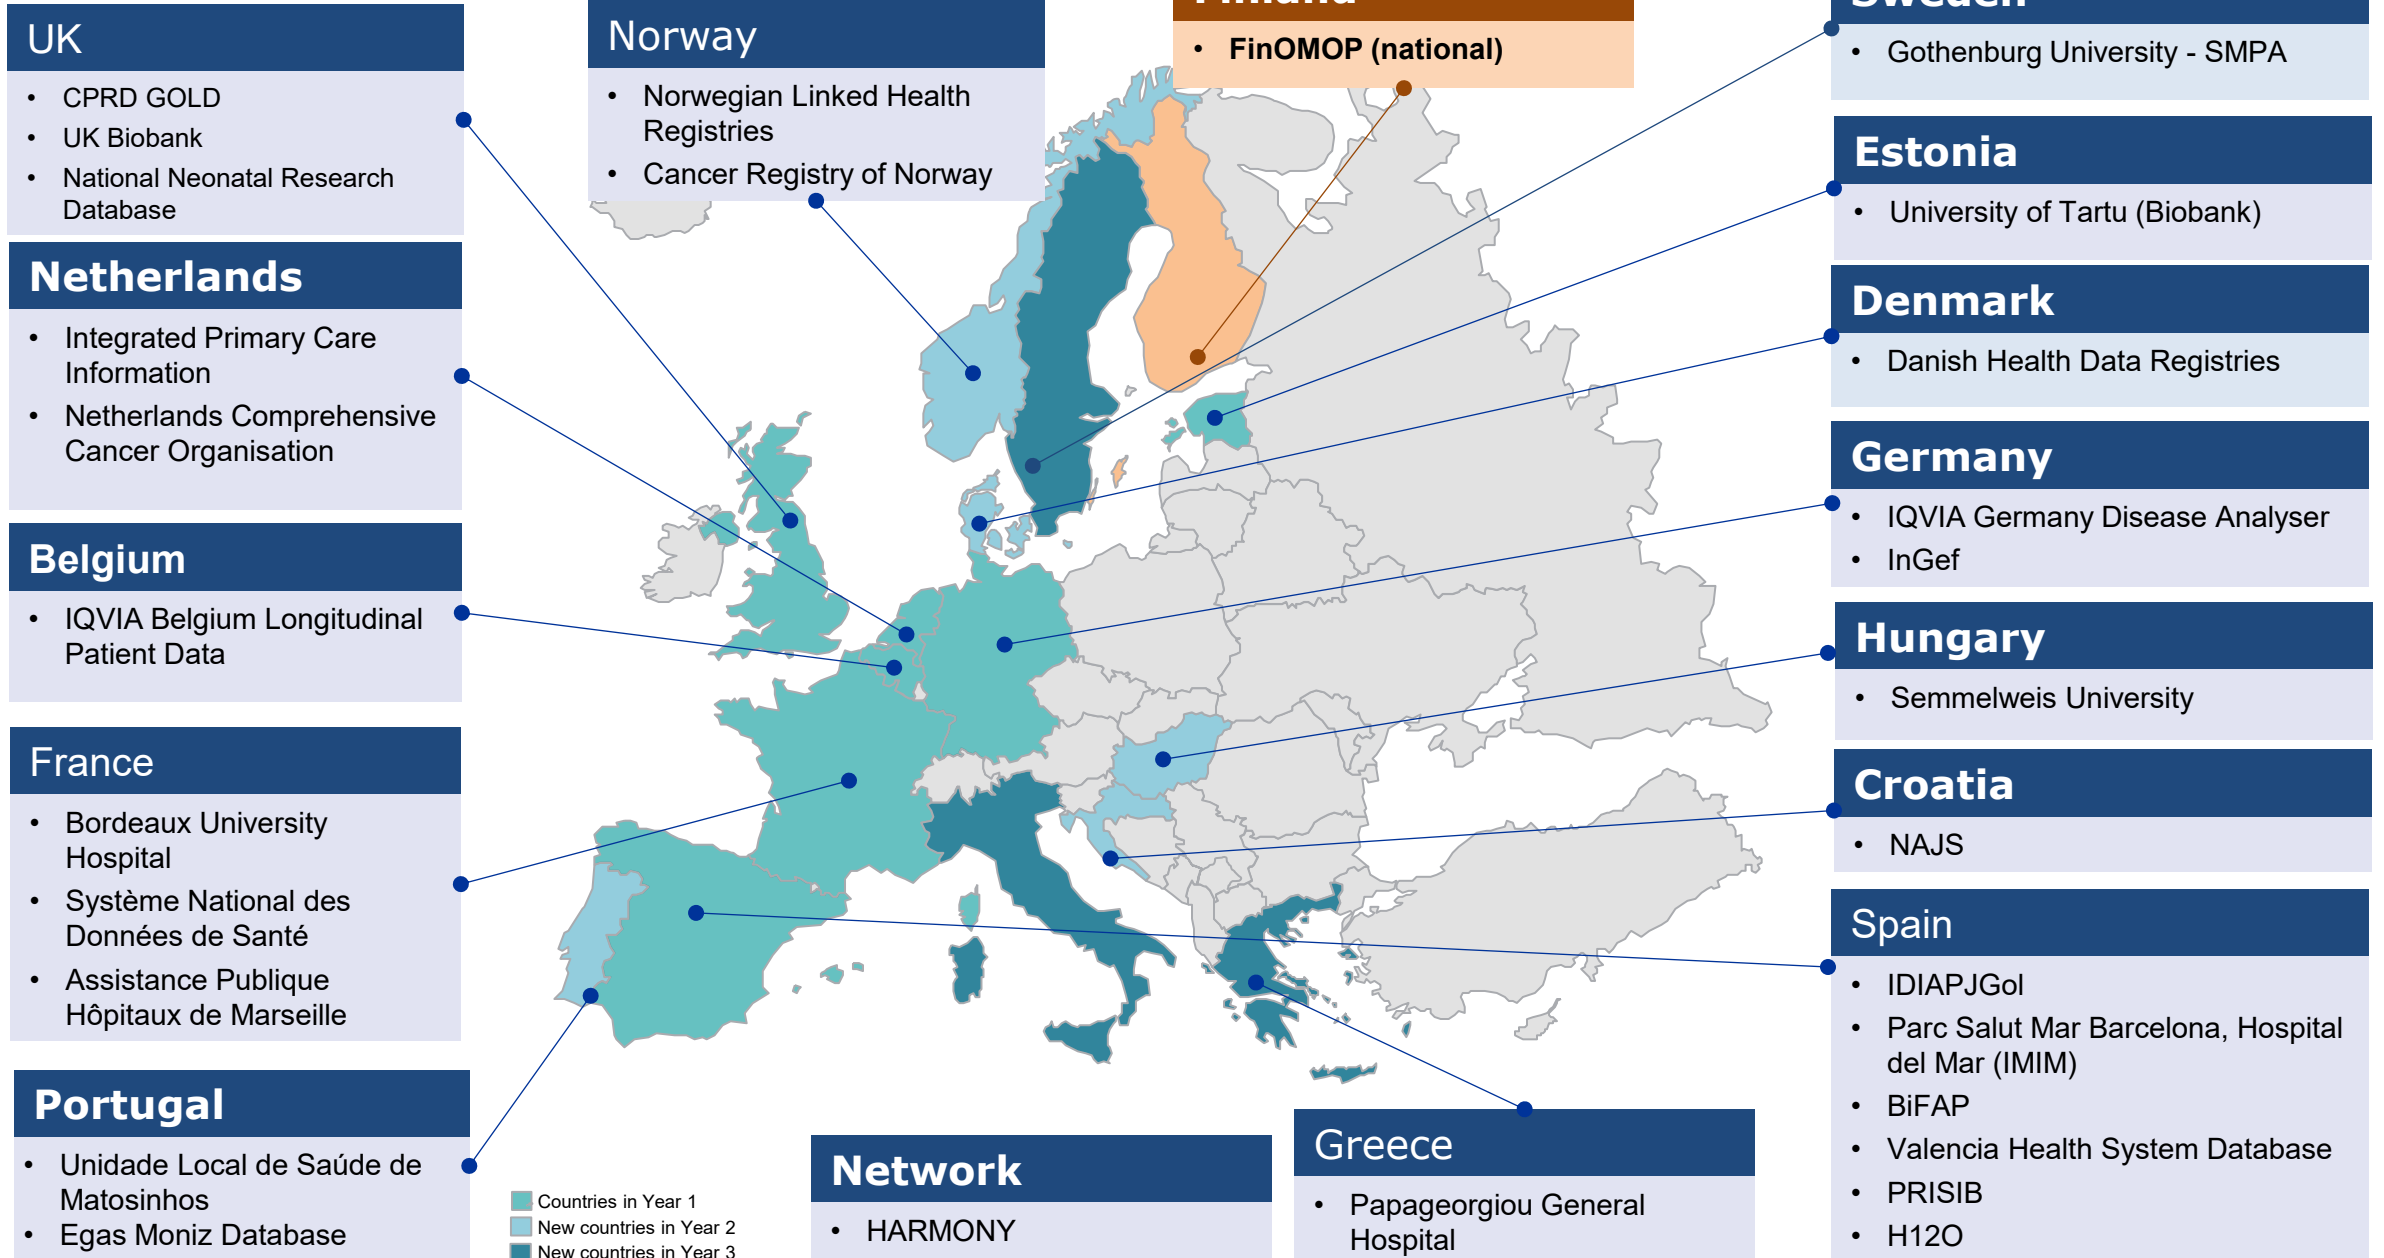 UK
• CPRD GOLD
• UK Biobank
• National Neonatal Research
Database
Netherlands
• Integrated Primary Care
Information
• Netherlands Comprehensive
Cancer Organisation
Belgium
• IQVIA Belgium Longitudinal
Patient Data
France
• Bordeaux University
Hospital
• Système National des
Données de Santé
• Assistance Publique
Hôpitaux de Marseille
Portugal
• Unidade Local de Saúde de
Matosinhos
• Egas Moniz Database
Norway
• Norwegian Linked Health
Registries
• Cancer Registry of Norway
Finland
• FinOMOP (national)
Sweden
• Gothenburg University - SMPA
Estonia
• University of Tartu (Biobank)
Denmark
• Danish Health Data Registries
Germany
• IQVIA Germany Disease Analyser
• InGef
Hungary
• Semmelweis University
Croatia
• NAJS
Spain
• IDIAPJGol
• Parc Salut Mar Barcelona, Hospital
del Mar (IMIM)
• BiFAP
• Valencia Health System Database
• PRISIB
• H12O
Greece
• Papageorgiou General
Hospital
Network
• HARMONY
Countries in Year 1
New countries in Year 2
New countries in Year 3